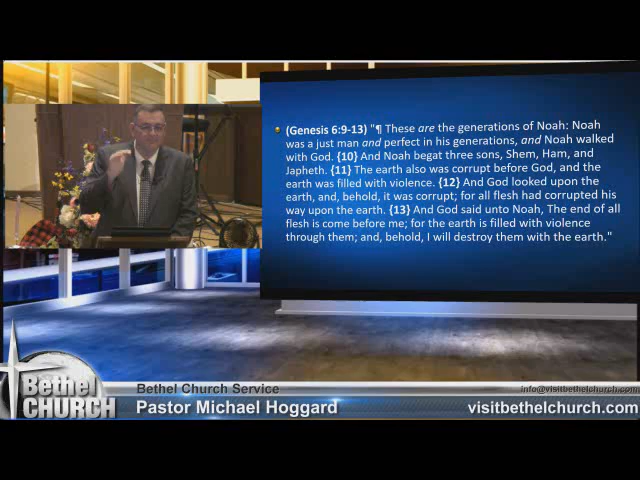 (Genesis 6:9-13) "¶ These are the generations of Noah: Noah
was a just man and perfect in his generations, and Noah walked
with God. {10} And Noah begat three sons, Shem, Ham, and
Japheth. {11} The earth also was corrupt before God, and the
earth was filled with violence. {12} And God looked upon the
earth, and, behold, it was corrupt; for all flesh had corrupted his
way upon the earth. {13} And God said unto Noah, The end of all
flesh is come before me; for the earth is filled with violence
through them; and, behold, I will destroy them with the earth."
Bethel
CHURCH
Bethel Church Service
info@visitbethelchurch.com
Pastor Michael Hoggard
visitbethelchurch.com